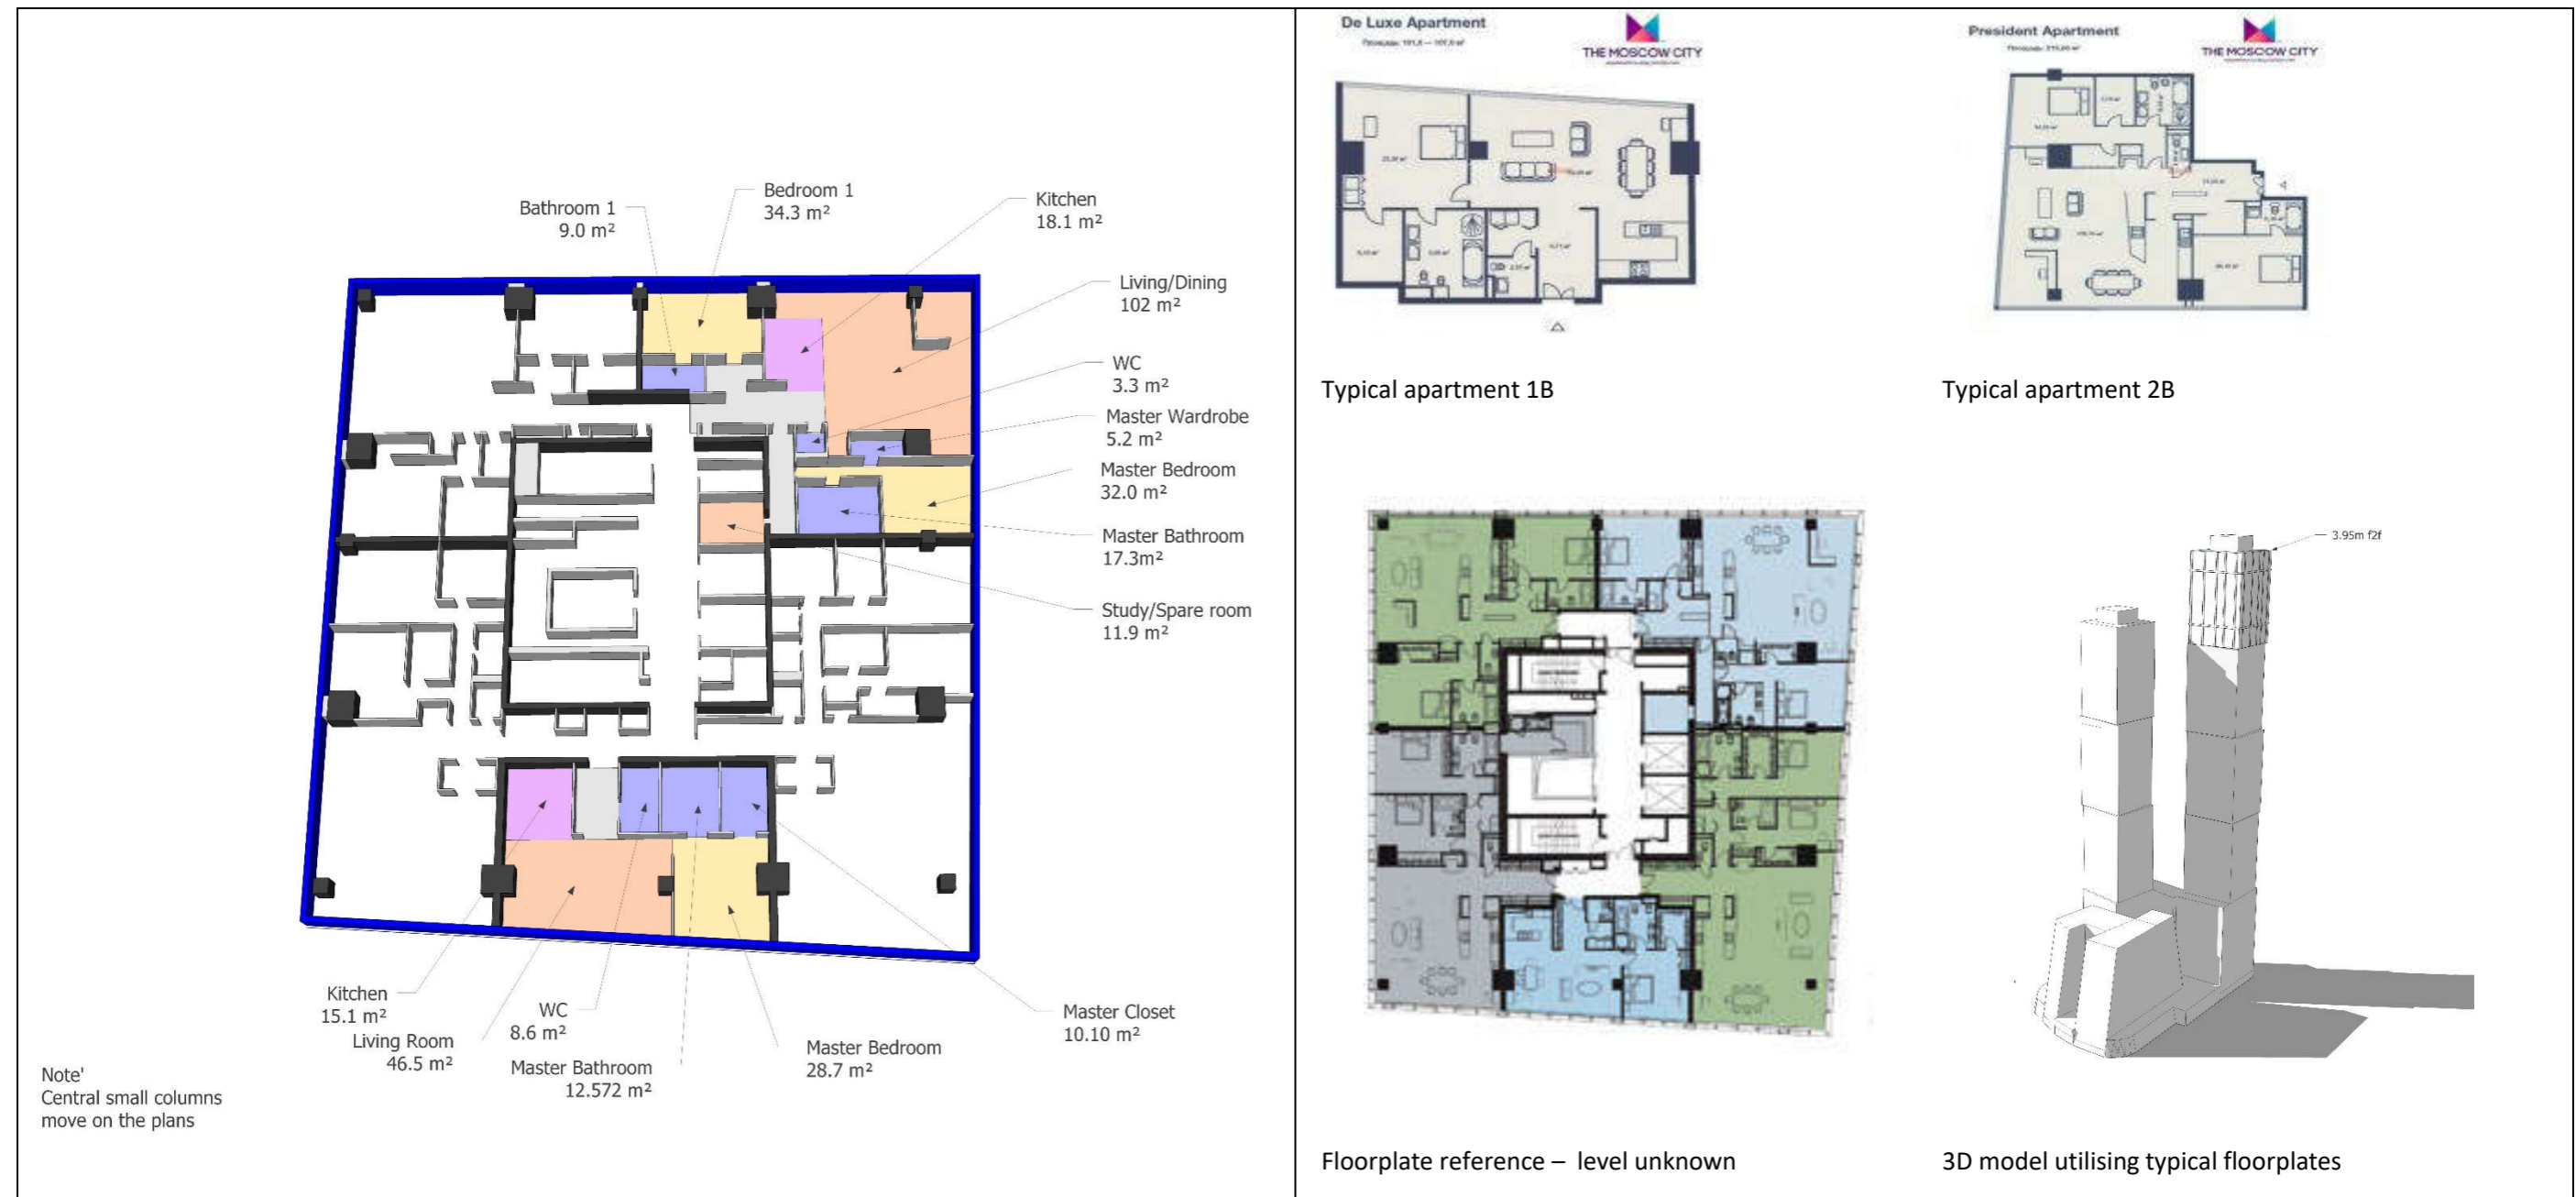 Bathroom 1
9.0 m²
Bedroom 1
34.3 m²
Kitchen
18.1 m²
Living/Dining
102 m²
WC
3.3 m²
Master Wardrobe
5.2 m²
Master Bedroom
32.0 m²
Master Bathroom
17.3m²
Study/Spare room
11.9 m²
Kitchen
15.1 m²
Living Room
46.5 m²
WC
8.6 m²
Master Bathroom
12.572 m²
Master Bedroom
28.7 m²
Master Closet
10.10 m²
Note'
Central small columns
move on the plans
De Luxe Apartment
THE MOSCOW CITY
Typical apartment 1B
President Apartment
THE MOSCOW CITY
Typical apartment 2B
Floorplate reference – level unknown
3.95m f2f
3D model utilising typical floorplates